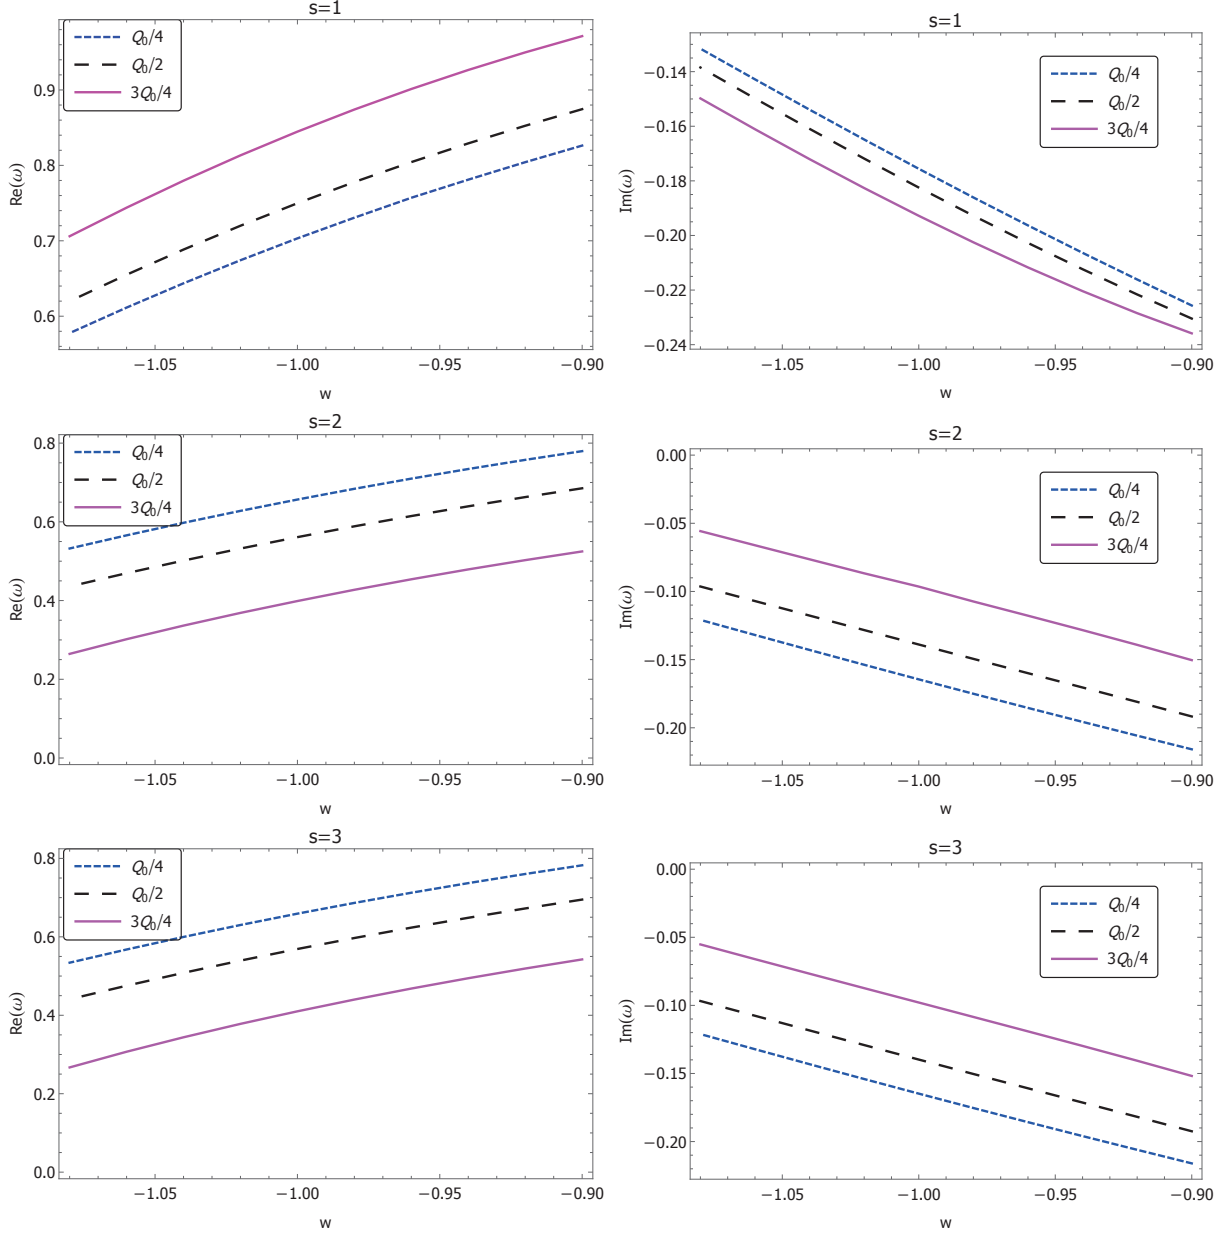 s=1
Q₀/4
Q₀/2
3Q₀/4
Re(ω)
0.9
0.8
0.7
0.6
−1.05
−1.00
−0.95
−0.90
w
s=1
Q₀/4
Q₀/2
3Q₀/4
Im(ω)
−0.14
−0.16
−0.18
−0.20
−0.22
−0.24
−1.05
−1.00
−0.95
−0.90
w
s=2
Q₀/4
Q₀/2
3Q₀/4
Re(ω)
0.8
0.6
0.4
0.2
0.0
−1.05
−1.00
−0.95
−0.90
w
s=2
Q₀/4
Q₀/2
3Q₀/4
Im(ω)
0.00
−0.05
−0.10
−0.15
−0.20
−1.05
−1.00
−0.95
−0.90
w
s=3
Q₀/4
Q₀/2
3Q₀/4
Re(ω)
0.8
0.6
0.4
0.2
0.0
−1.05
−1.00
−0.95
−0.90
w
s=3
Q₀/4
Q₀/2
3Q₀/4
Im(ω)
0.00
−0.05
−0.10
−0.15
−0.20
−1.05
−1.00
−0.95
−0.90
w